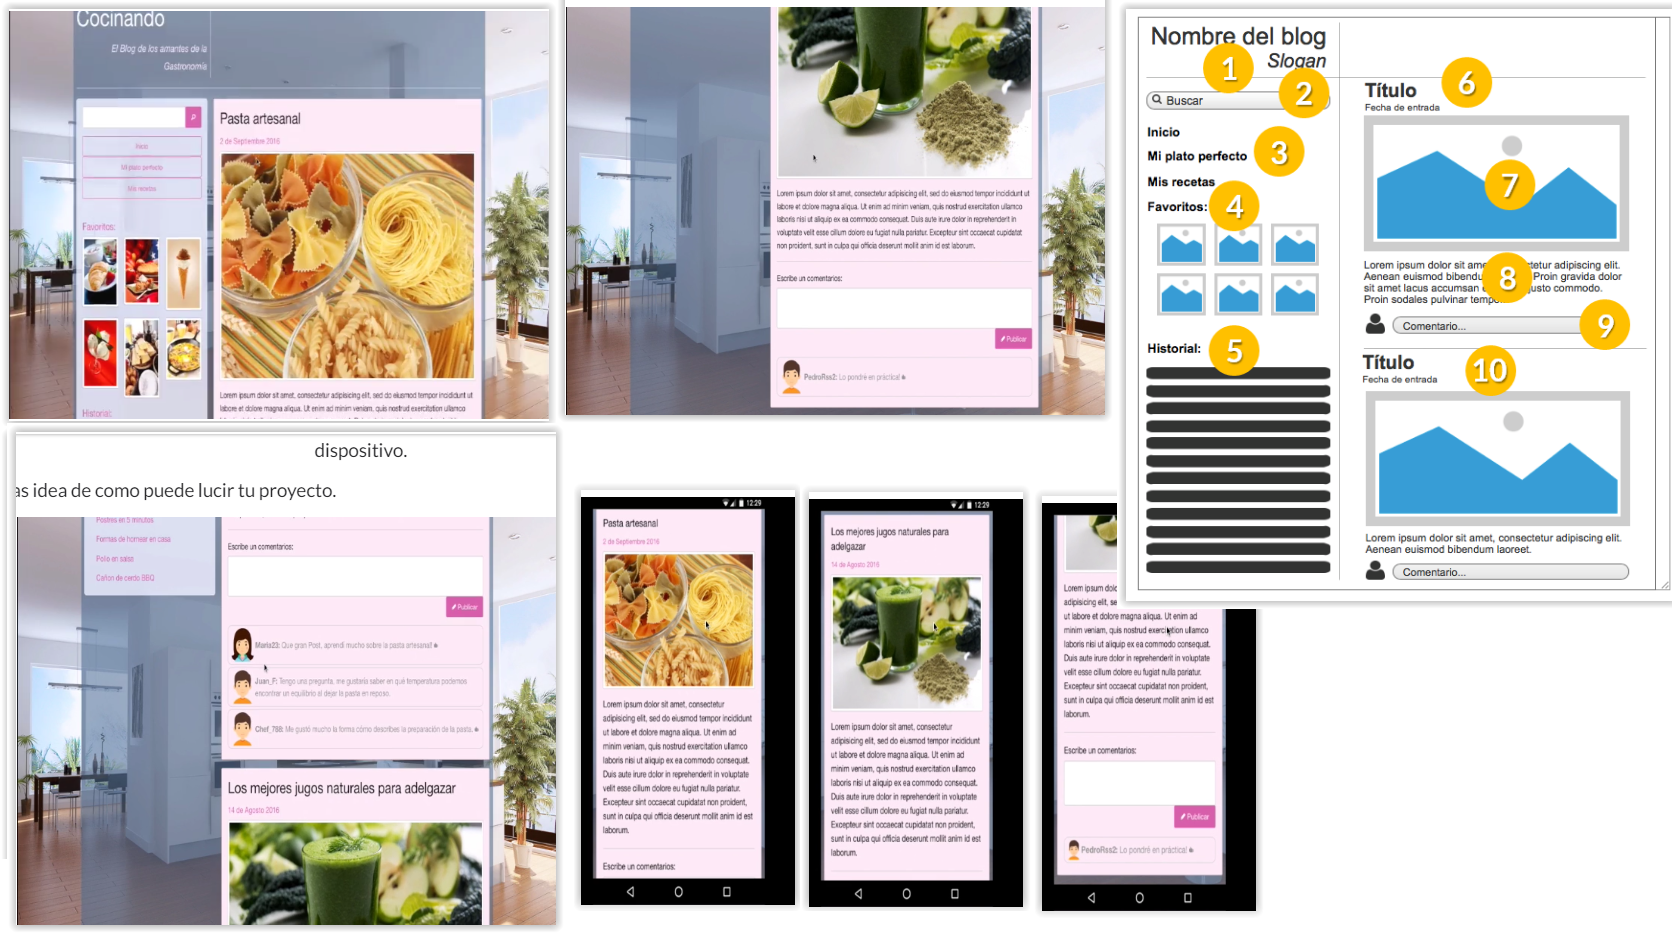 Cocinando
El Blog de los amantes de la
Gastronomía
Inicio
Mi plato perfecto
Mis recetas
Favoritos:
Historial:
Pasta artesanal
2 de Septiembre 2016
Lorem ipsum dolor sit amet, consectetur adipisicing elit, sed do eiusmod tempor incididunt ut
labore et dolore magna aliqua. Ut enim ad minim veniam, quis nostrud exercitation ullamco
Lorem ipsum dolor sit amet, consectetur adipisicing elit, sed do eiusmod tempor incididunt ut
labore et dolore magna aliqua. Ut enim ad minim veniam, quis nostrud exercitation ullamco
laboris nisi ut aliquip ex ea commodo consequat. Duis aute irure dolor in reprehenderit in
voluptate velit esse cillum dolore eu fugiat nulla pariatur. Excepteur sint occaecat cupidatat
non proident, sunt in culpa qui officia deserunt mollit anim id est laborum.
Escribe un comentarios:
Publicar
PedroRss2: Lo pondré en práctica!
Nombre del blog
Slogan
1
2
Buscar
Inicio
Mi plato perfecto
3
Mis recetas
Favoritos:
4
Historial:
5
Título
6
Fecha de entrada
7
Lorem ipsum dolor sit ame tetur adipiscing elit.
Aenean euismod bibendu Proin gravida dolor
sit amet lacus accumsan justo commodo.
Proin sodales pulvinar tempo
8
Comentario...
9
Título
10
Fecha de entrada
Lorem ipsum dolor sit amet, consectetur adipiscing elit.
Aenean euismod bibendum laoreet.
Comentario...
dispositivo.
as idea de como puede lucir tu proyecto.
Postres en 5 minutos
Formas de hornear en casa
Pollo en salsa
Cañon de cerdo BBQ
Escribe un comentarios:
Publicar
Maria23: Que gran Post, aprendí mucho sobre la pasta artesanal!
Juan_F: Tengo una pregunta, me gustaría saber en qué temperatura podemos
encontrar un equilibrio al dejar la pasta en reposo.
Chef_788: Me gustó mucho la forma cómo describes la preparación de la pasta.
Los mejores jugos naturales para adelgazar
14 de Agosto 2016
12:29
Pasta artesanal
2 de Septiembre 2016
Lorem ipsum dolor sit amet, consectetur
adipisicing elit, sed do eiusmod tempor incididunt
ut labore et dolore magna aliqua. Ut enim ad
minim veniam, quis nostrud exercitation ullamco
laboris nisi ut aliquip ex ea commodo consequat.
Duis aute irure dolor in reprehenderit in voluptate
velit esse cillum dolore eu fugiat nulla pariatur.
Excepteur sint occaecat cupidatat non proident,
sunt in culpa qui officia deserunt mollit anim id est
laborum.
Escribe un comentarios:
12:29
Los mejores jugos naturales para
adelgazar
14 de Agosto 2016
Lorem ipsum dolor sit amet, consectetur
adipisicing elit, sed do eiusmod tempor incididunt
ut labore et dolore magna aliqua. Ut enim ad
minim veniam, quis nostrud exercitation ullamco
laboris nisi ut aliquip ex ea commodo consequat.
Duis aute irure dolor in reprehenderit in voluptate
velit esse cillum dolore eu fugiat nulla pariatur.
Excepteur sint occaecat cupidatat non proident,
sunt in culpa qui officia deserunt mollit anim id est
laborum.
Lorem ipsum dol
adipisicing elit, se
ut labore et dolore magna aliqua. Ut enim ad
minim veniam, quis nostrud exercitation ullamco
laboris nisi ut aliquip ex ea commodo consequat.
Duis aute irure dolor in reprehenderit in voluptate
velit esse cillum dolore eu fugiat nulla pariatur.
Excepteur sint occaecat cupidatat non proident,
sunt in culpa qui officia deserunt mollit anim id est
laborum.
Escribe un comentarios:
Publicar
PedroRss2: Lo pondré en práctica!